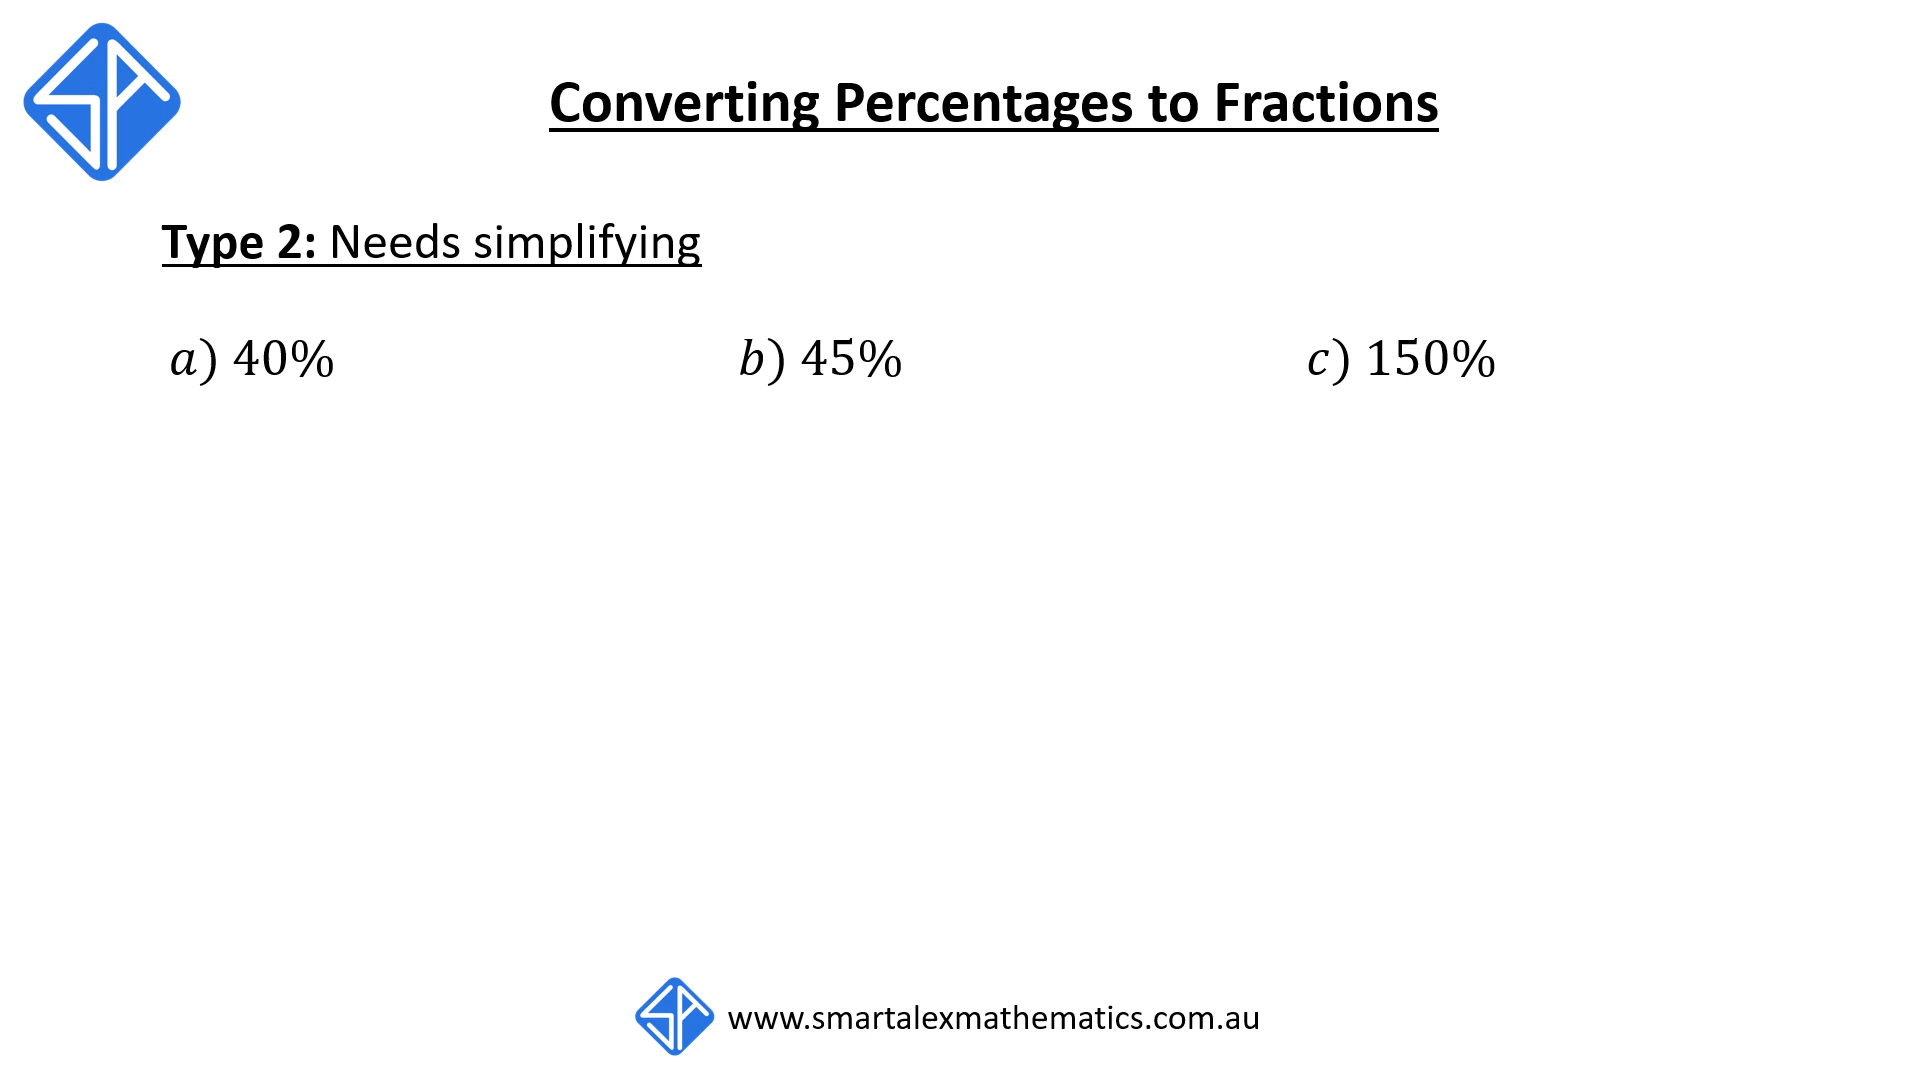 Converting Percentages to Fractions
Type 2: Needs simplifying
a) 40% b) 45% c) 150%
www.smartalexmathematics.com.au